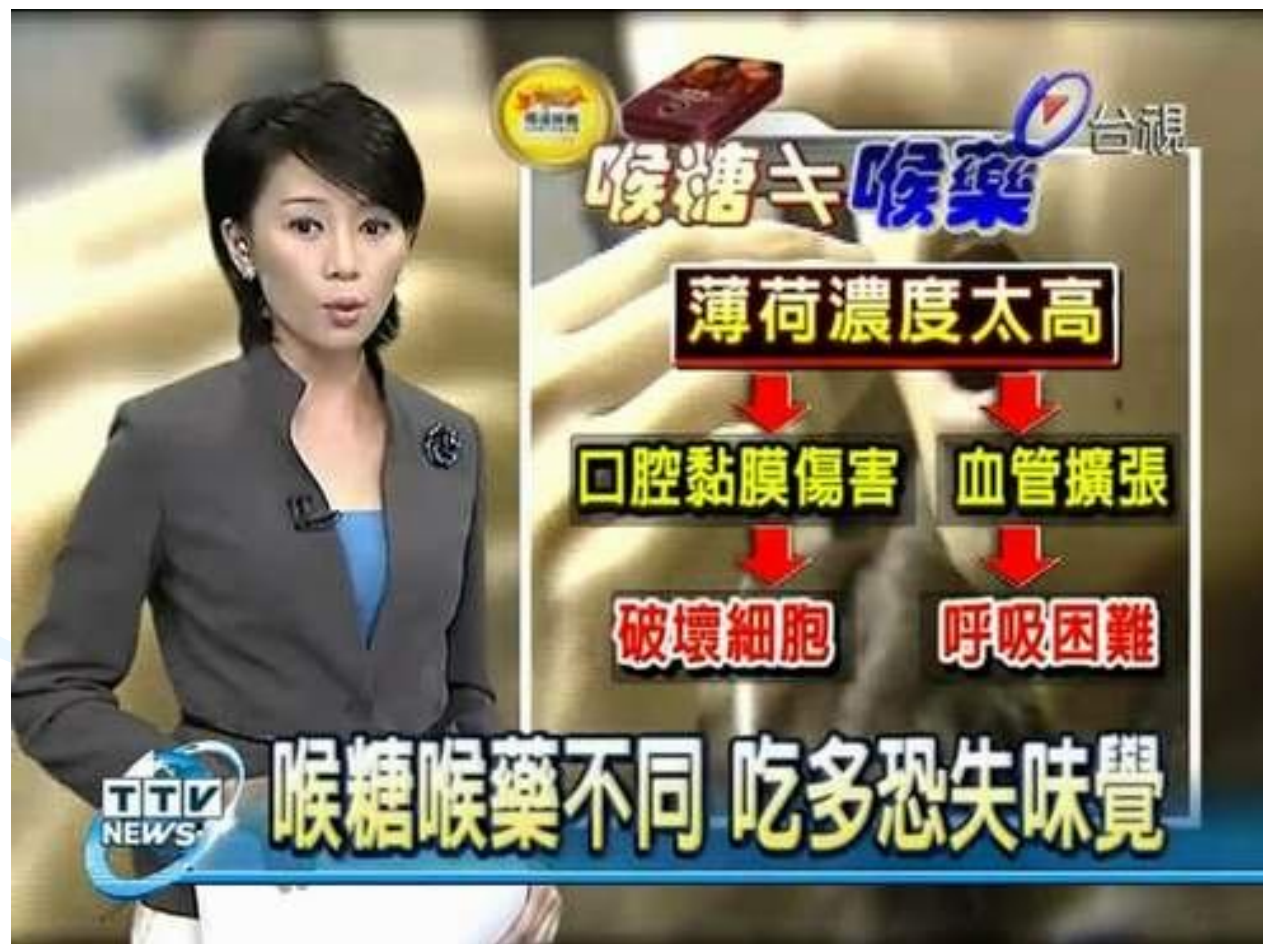 台視
喉糖≠喉藥
薄荷濃度太高
口腔黏膜傷害 血管擴張
破壞細胞 呼吸困難
TTV
NEWS
喉糖喉藥不同 吃多恐失味覺